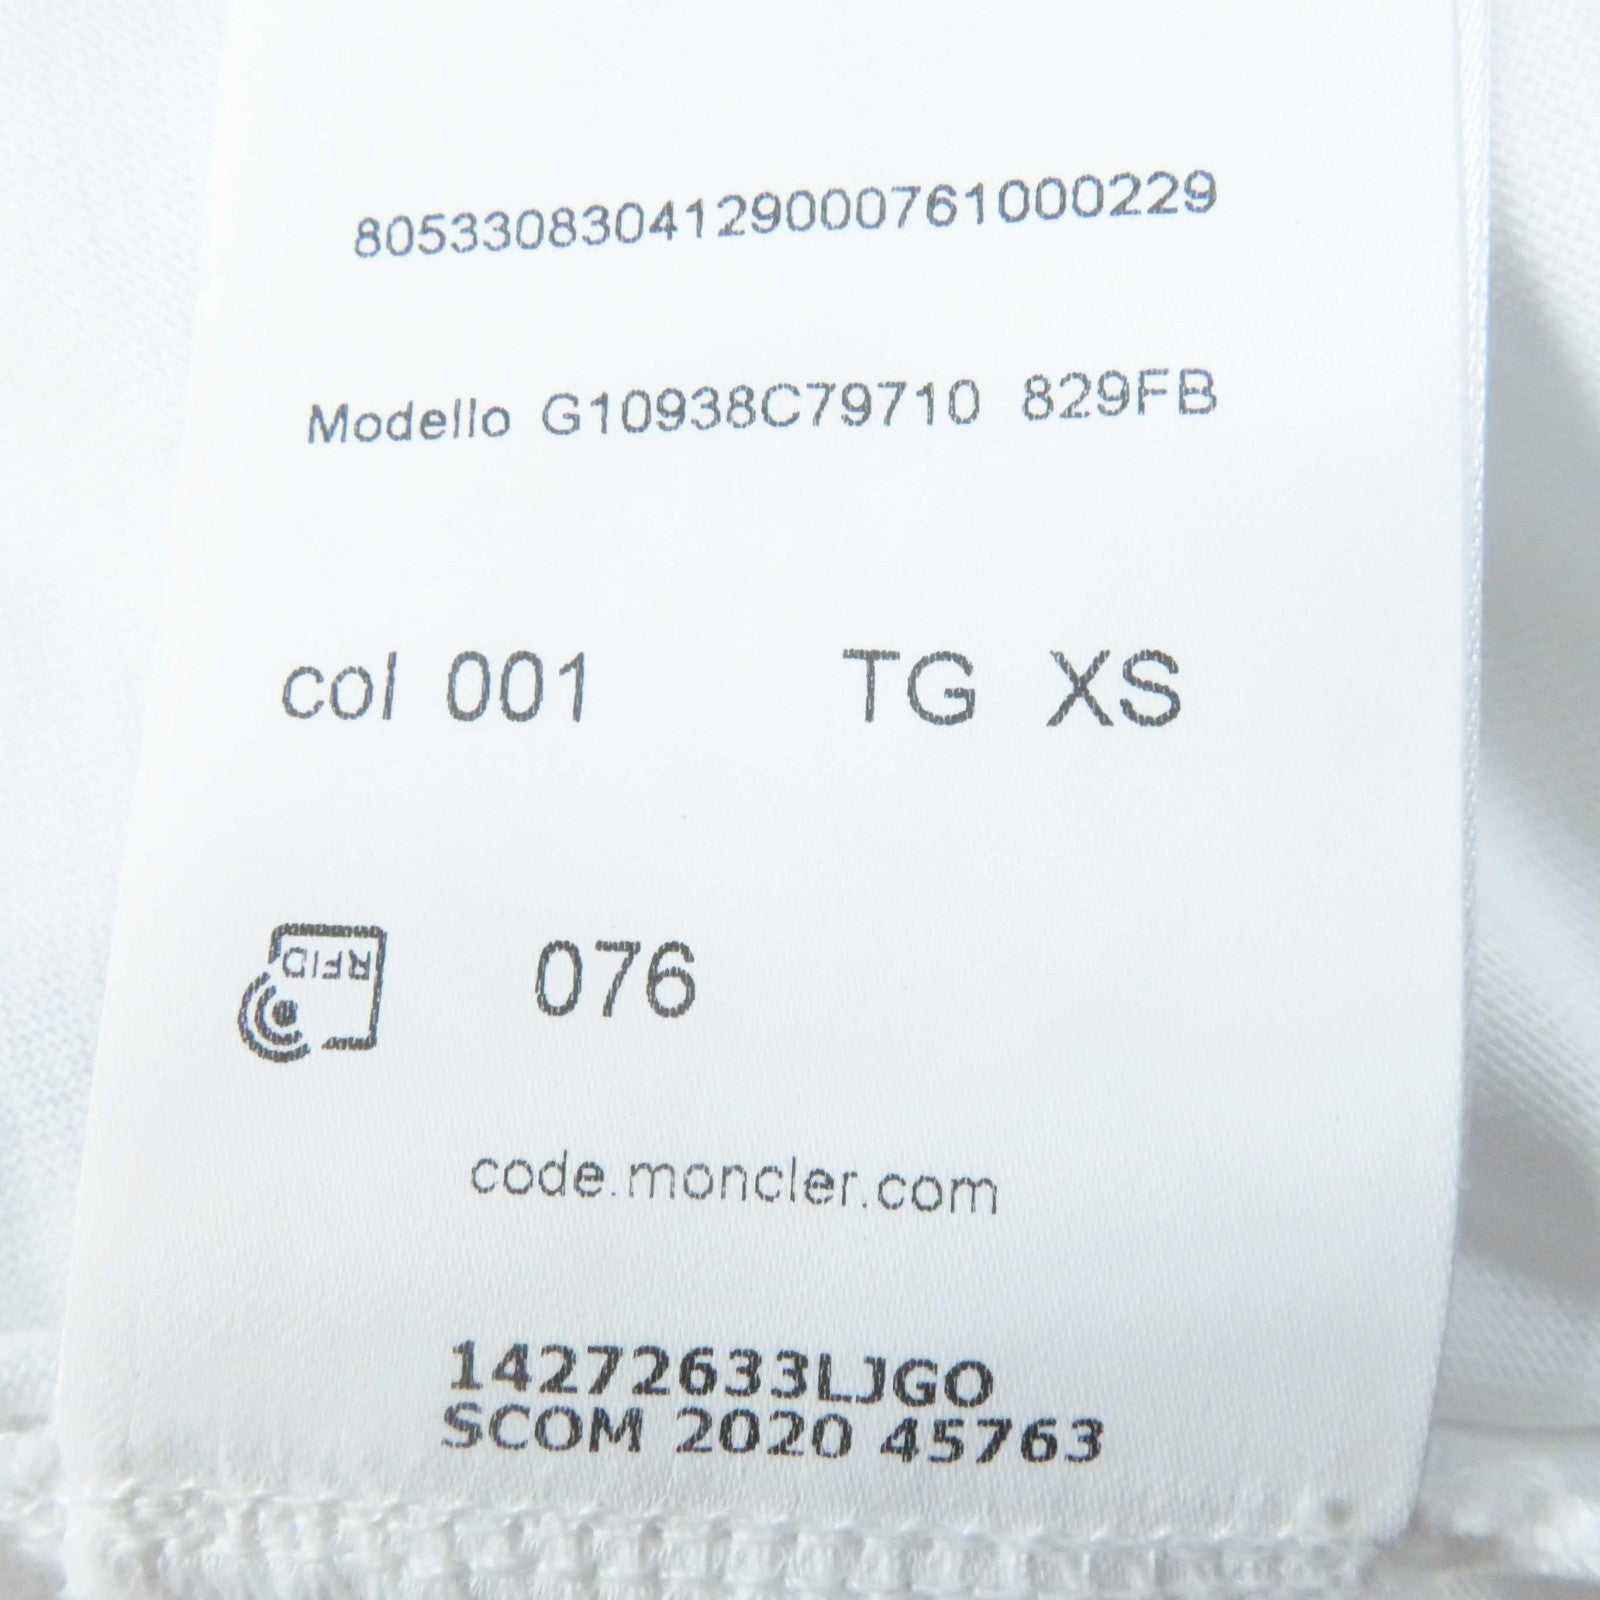 8053308304129000761000229
Modello G10938C79710 829FB
col 001 TG XS
RFID 076
code.moncler.com
14272633LJGO
SCOM 2020 45763